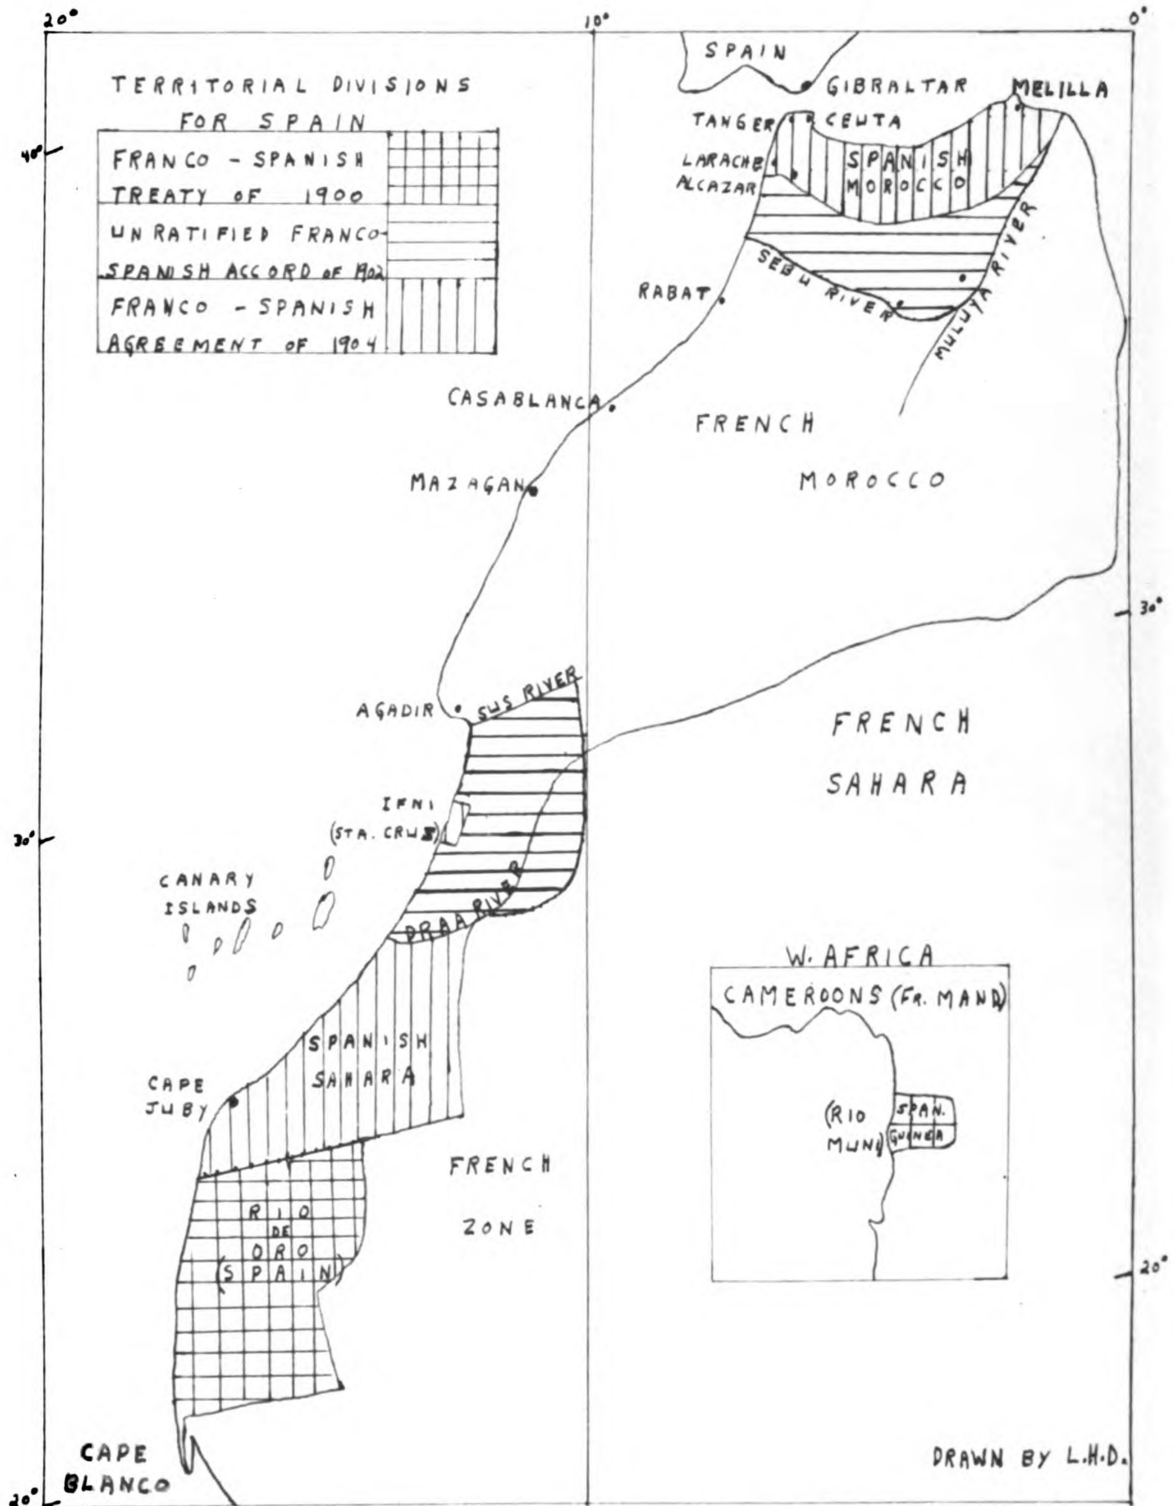 20° 10° 0°
SPAIN
TERRITORIAL DIVISIONS
FOR SPAIN
FRANCO - SPANISH
TREATY OF 1900
UNRATIFIED FRANCO-
SPANISH ACCORD OF 1902
FRANCO - SPANISH
AGREEMENT OF 1904
GIBRALTAR
MELILLA
TANGER
CEUTA
40°
LARACHE
ALCAZAR
SPANISH
MOROCCO
SEBU RIVER
MULUYA RIVER
RABAT
CASABLANCA
FRENCH
MOROCCO
MAZAGAN
30°
AGADIR
SUS RIVER
FRENCH
SAHARA
IFNI
(STA. CRUZ)
30°
CANARY
ISLANDS
DRAA RIVER
W. AFRICA
CAMEROONS (FR. MAND)
SPANISH
SAHARA
CAPE
JUBY
(RIO
MUNI)
SPAN.
GUINEA
FRENCH
ZONE
RIO
DE
ORO
(SPAIN)
20°
CAPE
BLANCO
DRAWN BY L.H.D.
20°